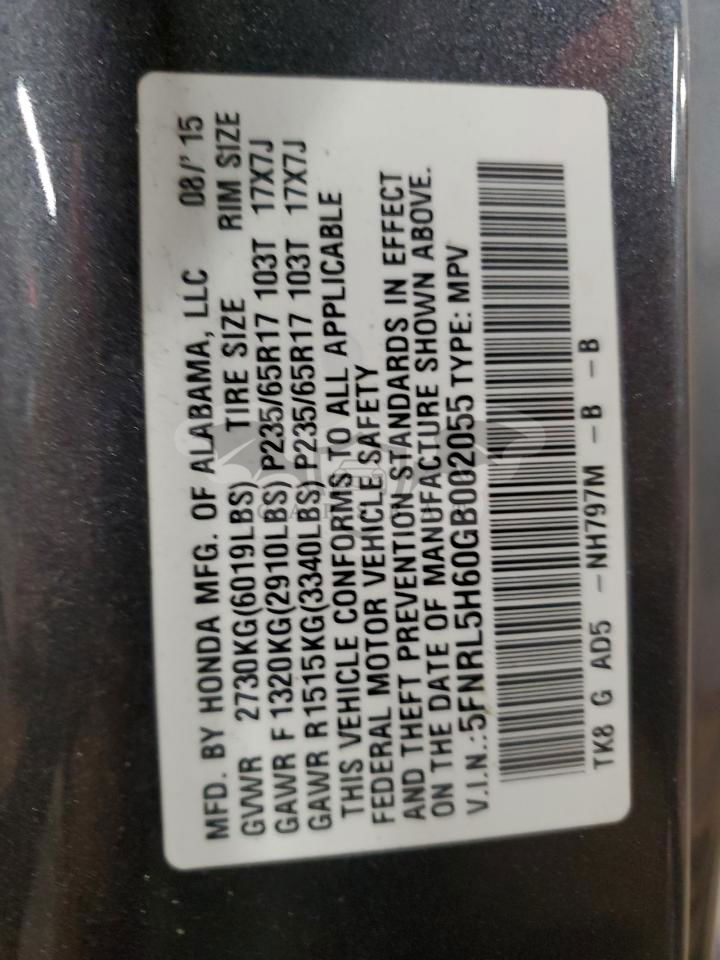 MFD. BY HONDA MFG. OF ALABAMA, LLC 08/' 15
GVWR 2730KG(6019LBS) TIRE SIZE RIM SIZE
GAWR F 1320KG(2910LBS) P235/65R17 103T 17X7J
GAWR R1515KG(3340LBS) P235/65R17 103T 17X7J
THIS VEHICLE CONFORMS TO ALL APPLICABLE
FEDERAL MOTOR VEHICLE SAFETY
AND THEFT PREVENTION STANDARDS IN EFFECT
ON THE DATE OF MANUFACTURE SHOWN ABOVE.
V.I.N.:5FNRL5H60GB002055 TYPE: MPV
TK8 G AD5 -NH797M -B -B